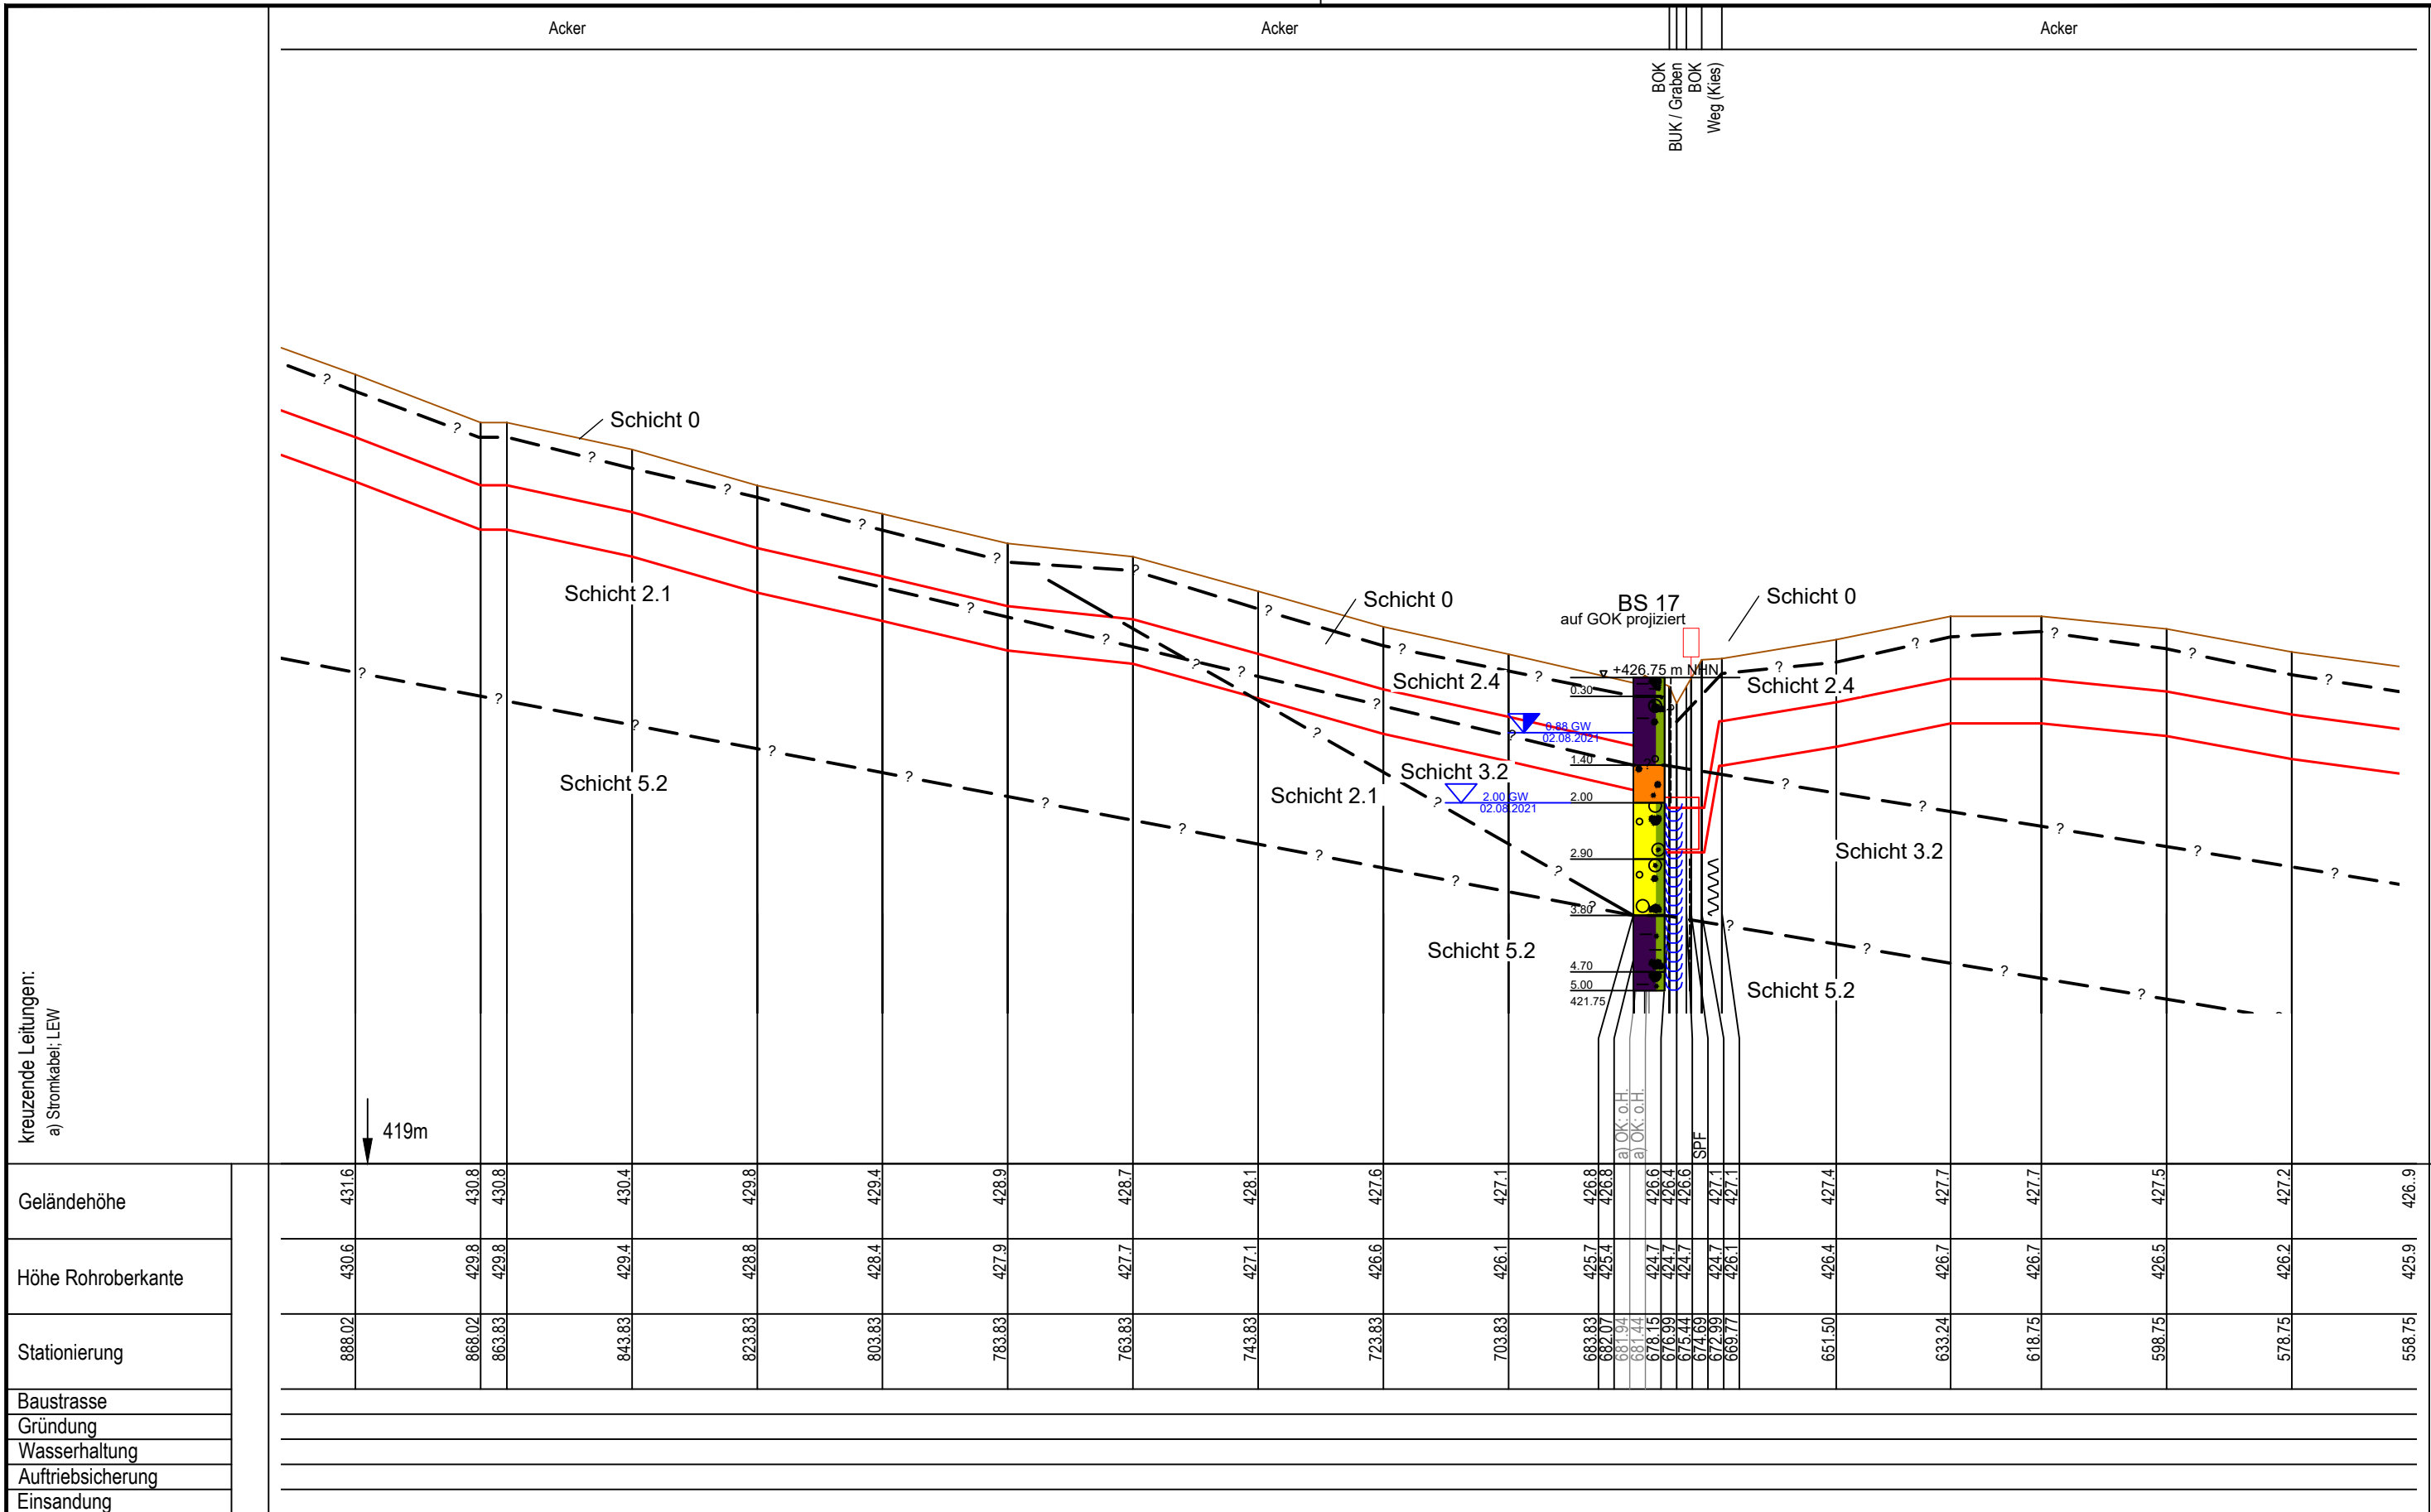 Acker
Acker
Acker
BOK
BUK / Graben
BOK
Weg (Kies)
Schicht 0
Schicht 2.1
Schicht 5.2
Schicht 0
BS 17
auf GOK projiziert
Schicht 0
+426.75 m NHN
Schicht 2.4
Schicht 2.4
0.30
0.88 GW
02.08.2021
1.40
Schicht 3.2
Schicht 2.1
2.00 GW
02.08.2021
2.00
2.90
Schicht 3.2
3.80
Schicht 5.2
4.70
5.00
421.75
Schicht 5.2
kreuzende Leitungen:
a) Stromkabel; LEW
419m
a) OK: o.H.
a) OK: o.H.
SPF
Geländehöhe
431.6 430.8 430.8 430.4 429.8 429.4 428.9 428.7 428.1 427.6 427.1 426.8 426.8 426.6 426.4 426.6 427.1 427.1 427.4 427.7 427.7 427.5 427.2 426.9
Höhe Rohroberkante
430.6 429.8 429.8 429.4 428.8 428.4 427.9 427.7 427.1 426.6 426.1 425.7 425.4 424.7 424.7 424.7 424.7 426.1 426.4 426.7 426.7 426.5 426.2 425.9
Stationierung
888.02 868.02 863.83 843.83 823.83 803.83 783.83 763.83 743.83 723.83 703.83 683.83 682.07 681.94 681.44 678.15 676.99 675.44 674.69 672.99 669.77 651.50 633.24 618.75 598.75 578.75 558.75
Baustrasse
Gründung
Wasserhaltung
Auftriebsicherung
Einsandung